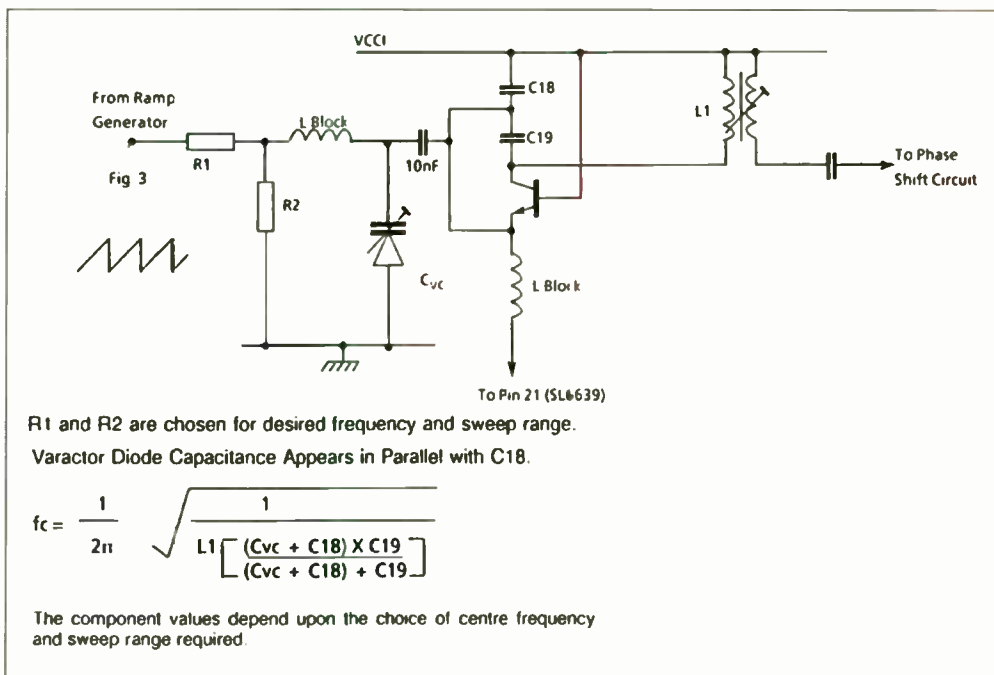 VCCI
C18
From Ramp
Generator
L Block
C19
L1
R1
10nF
To Phase
Shift Circuit
Fig 3
R2
Cvc
L Block
To Pin 21 (SL6639)
R1 and R2 are chosen for desired frequency and sweep range.
Varactor Diode Capacitance Appears in Parallel with C18.
fc = 1 / 2π √ 1 / L1 [ (Cvc + C18) X C19 / (Cvc + C18) + C19 ]
The component values depend upon the choice of centre frequency
and sweep range required.